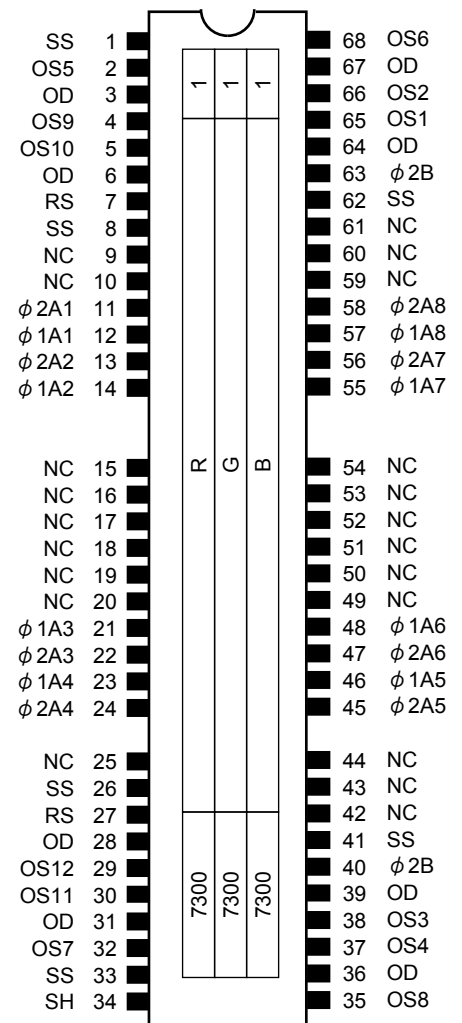 SS 1 68 OS6
OS5 2 67 OD
OD 3 66 OS2
OS9 4 65 OS1
OS10 5 64 OD
OD 6 63 ϕ2B
RS 7 62 SS
SS 8 61 NC
NC 9 60 NC
NC 10 59 NC
ϕ2A1 11 58 ϕ2A8
ϕ1A1 12 57 ϕ1A8
ϕ2A2 13 56 ϕ2A7
ϕ1A2 14 55 ϕ1A7
NC 15 54 NC
NC 16 53 NC
NC 17 52 NC
NC 18 51 NC
NC 19 50 NC
NC 20 49 NC
ϕ1A3 21 48 ϕ1A6
ϕ2A3 22 47 ϕ2A6
ϕ1A4 23 46 ϕ1A5
ϕ2A4 24 45 ϕ2A5
NC 25 44 NC
SS 26 43 NC
RS 27 42 NC
OD 28 41 SS
OS12 29 40 ϕ2B
OS11 30 39 OD
OD 31 38 OS3
OS7 32 37 OS4
SS 33 36 OD
SH 34 35 OS8
1 1 1
R G B
7300 7300 7300